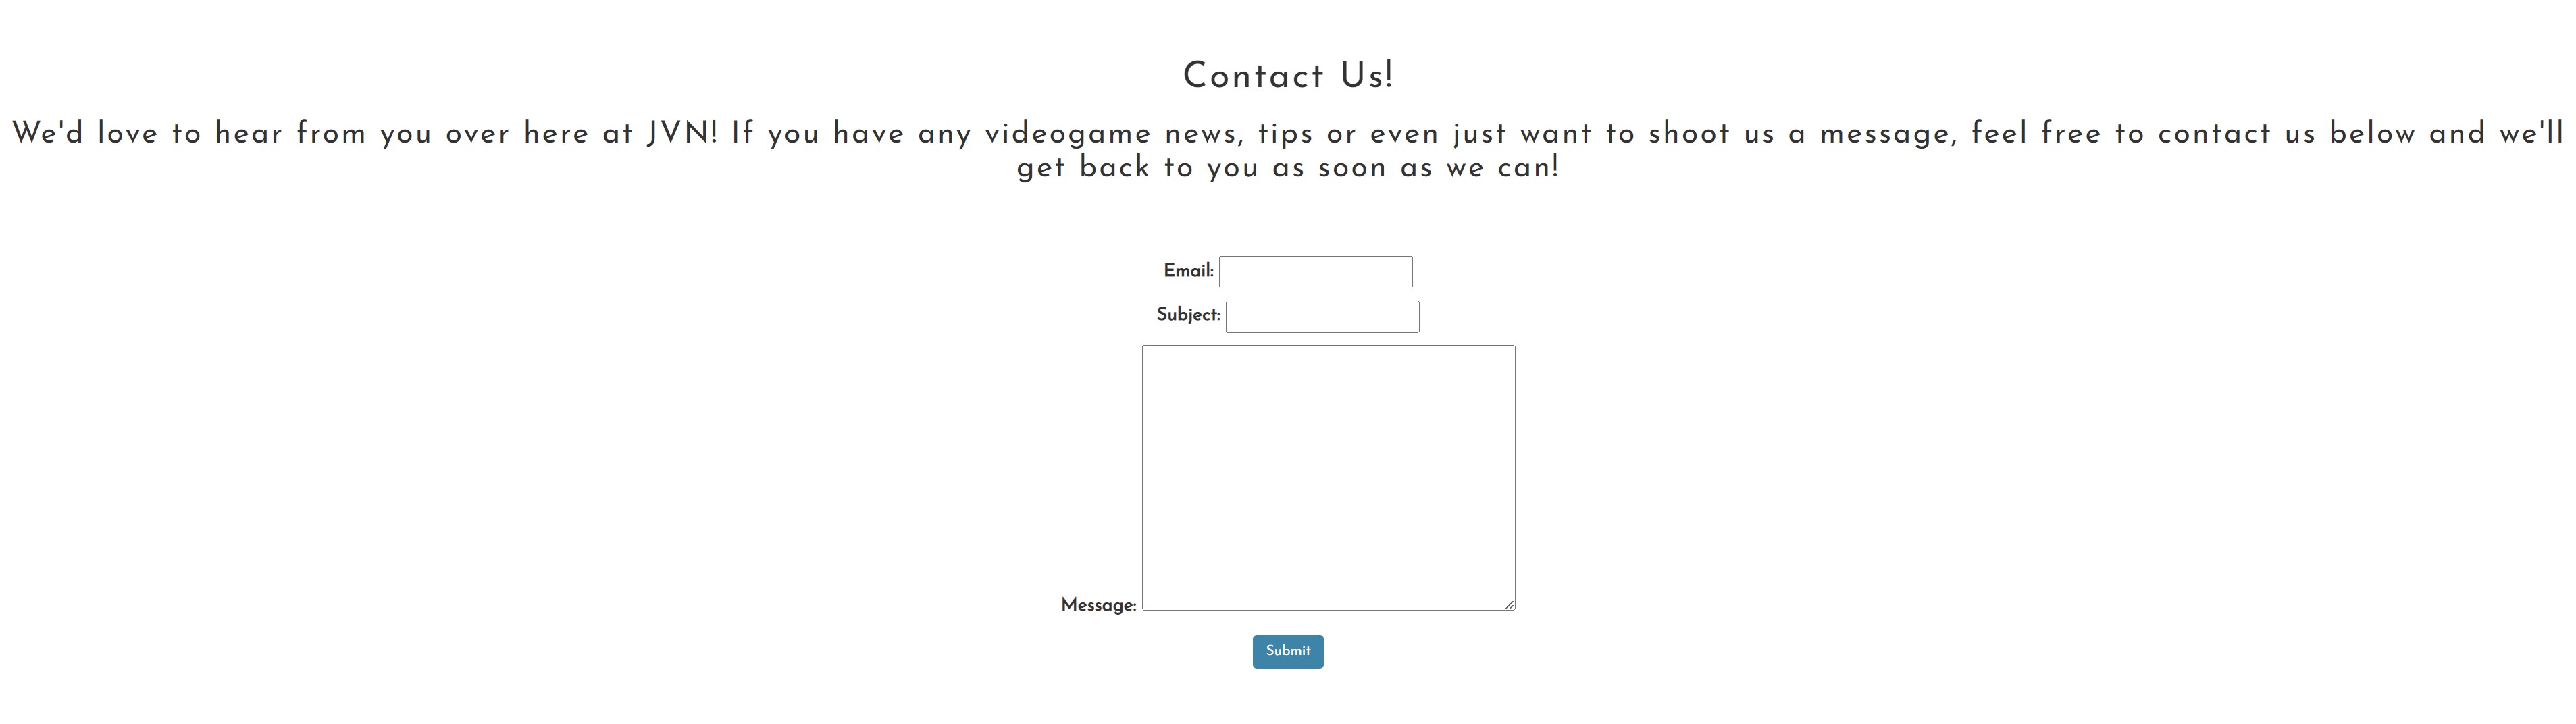 Contact Us!
We'd love to hear from you over here at JVN! If you have any videogame news, tips or even just want to shoot us a message, feel free to contact us below and we'll
get back to you as soon as we can!
Email:
Subject:
Message:
Submit